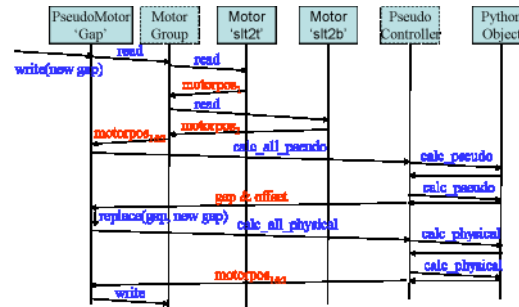 PseudoMotor
'Gap'
Motor
Group
Motor
'slt2t'
Motor
'slt2b'
Pseudo
Controller
Python
Object
read
read
write(new gap)
motorpos
read
motorpos
motorpos
calc_all_pseudo
calc_pseudo
calc_pseudo
gap & offset
replace(gap, new gap)
calc_all_physical
calc_physical
calc_physical
motorpos
write